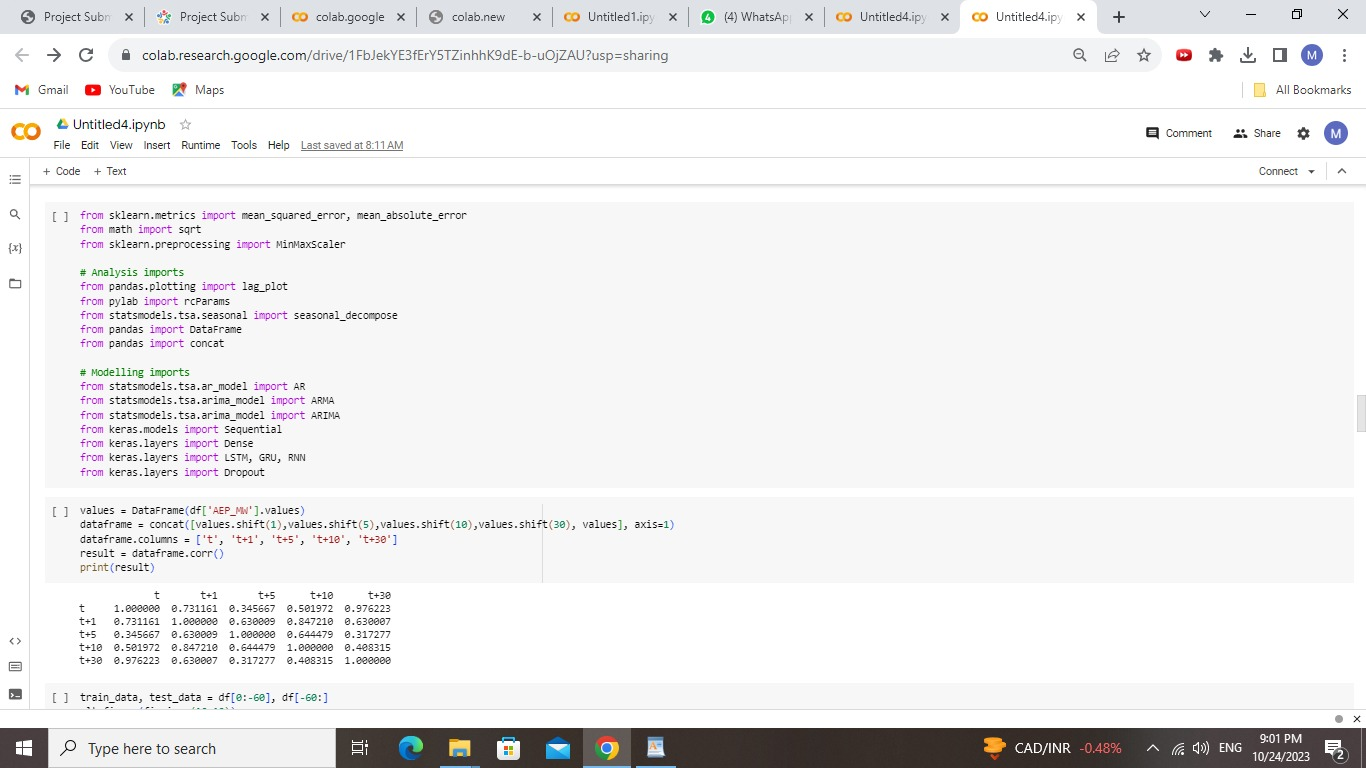 Project Subm
Project Subm
colab.google
colab.new
Untitled1.ipy
(4) WhatsApp
Untitled4.ipy
Untitled4.ipy
colab.research.google.com/drive/1FbJekYE3fErY5TZinhhK9dE-b-uOjZAU?usp=sharing
M
Gmail
YouTube
Maps
All Bookmarks
CO
Untitled4.ipynb
Comment
Share
M
File Edit View Insert Runtime Tools Help Last saved at 8:11 AM
+ Code + Text
Connect
[ ] from sklearn.metrics import mean_squared_error, mean_absolute_error
from math import sqrt
from sklearn.preprocessing import MinMaxScaler
# Analysis imports
from pandas.plotting import lag_plot
from pylab import rcParams
from statsmodels.tsa.seasonal import seasonal_decompose
from pandas import DataFrame
from pandas import concat
# Modelling imports
from statsmodels.tsa.ar_model import AR
from statsmodels.tsa.arima_model import ARMA
from statsmodels.tsa.arima_model import ARIMA
from keras.models import Sequential
from keras.layers import Dense
from keras.layers import LSTM, GRU, RNN
from keras.layers import Dropout
[ ] values = DataFrame(df['AEP_MW'].values)
dataframe = concat([values.shift(1),values.shift(5),values.shift(10),values.shift(30), values], axis=1)
dataframe.columns = ['t', 't+1', 't+5', 't+10', 't+30']
result = dataframe.corr()
print(result)
t t+1 t+5 t+10 t+30
t 1.000000 0.731161 0.345667 0.501972 0.976223
t+1 0.731161 1.000000 0.630009 0.847210 0.630007
t+5 0.345667 0.630009 1.000000 0.644479 0.317277
t+10 0.501972 0.847210 0.644479 1.000000 0.408315
t+30 0.976223 0.630007 0.317277 0.408315 1.000000
[ ] train_data, test_data = df[0:-60], df[-60:]
Type here to search
CAD/INR -0.48%
ENG
9:01 PM
10/24/2023
2